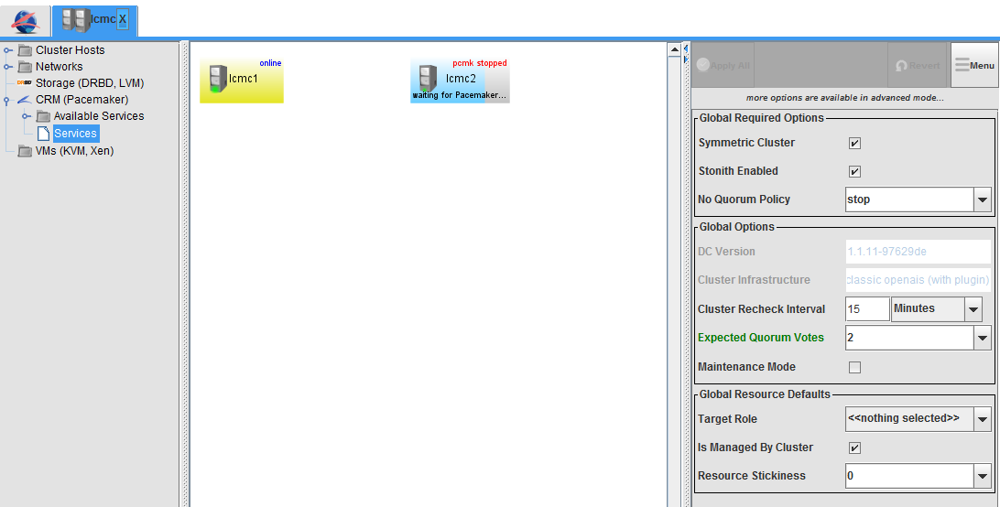 lcmc X
Cluster Hosts
Networks
DRBD Storage (DRBD, LVM)
CRM (Pacemaker)
Available Services
Services
VMs (KVM, Xen)
online
lcmc1
pcmk stopped
lcmc2
waiting for Pacemaker...
Apply All
Revert
Menu
more options are available in advanced mode...
Global Required Options
Symmetric Cluster
Stonith Enabled
No Quorum Policy stop
Global Options
DC Version 1.1.11-97629de
Cluster Infrastructure classic openais (with plugin)
Cluster Recheck Interval 15 Minutes
Expected Quorum Votes 2
Maintenance Mode
Global Resource Defaults
Target Role <<nothing selected>>
Is Managed By Cluster
Resource Stickiness 0